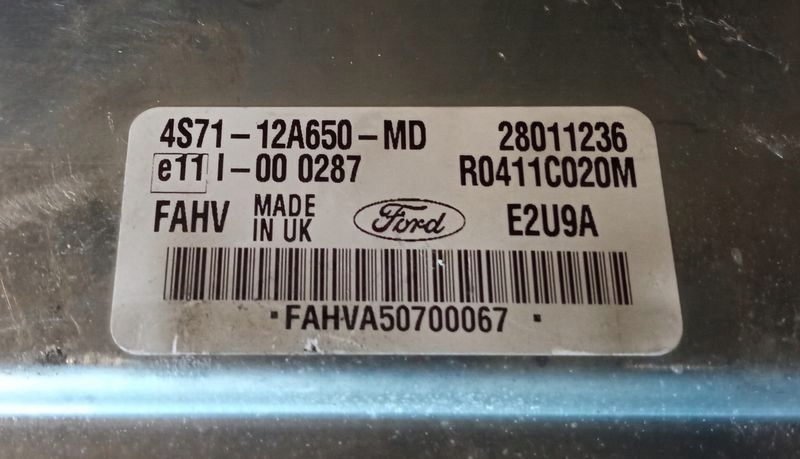 4S71-12A650-MD 28011236
e11 I-00 0287 R0411C020M
FAHV MADE IN UK Ford E2U9A
FAHVA50700067